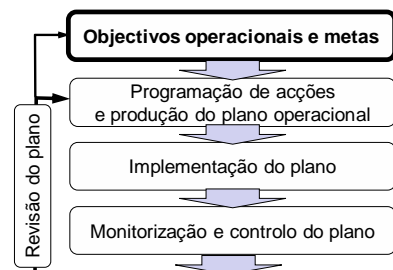 Objectivos operacionais e metas
Programação de acções
e produção do plano operacional
Implementação do plano
Monitorização e controlo do plano
Revisão do plano